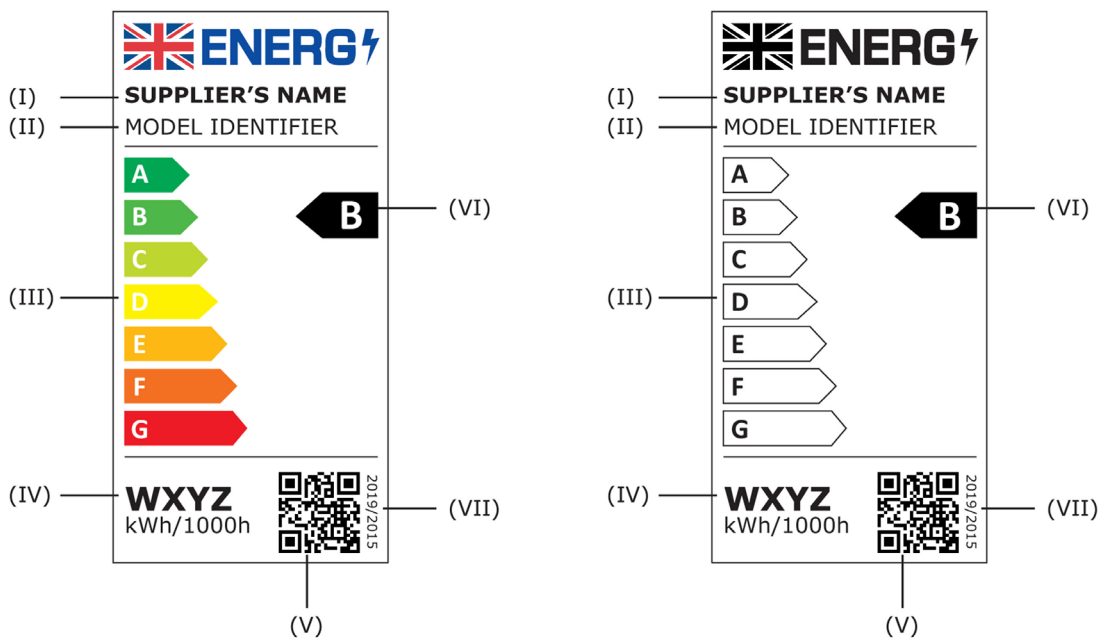 ENERG
(I) SUPPLIER'S NAME
(II) MODEL IDENTIFIER
A
B B (VI)
C
(III) D
E
F
G
(IV) WXYZ
kWh/1000h
2019/2015 (VII)
(V)
ENERG
(I) SUPPLIER'S NAME
(II) MODEL IDENTIFIER
A
B B (VI)
C
(III) D
E
F
G
(IV) WXYZ
kWh/1000h
2019/2015 (VII)
(V)